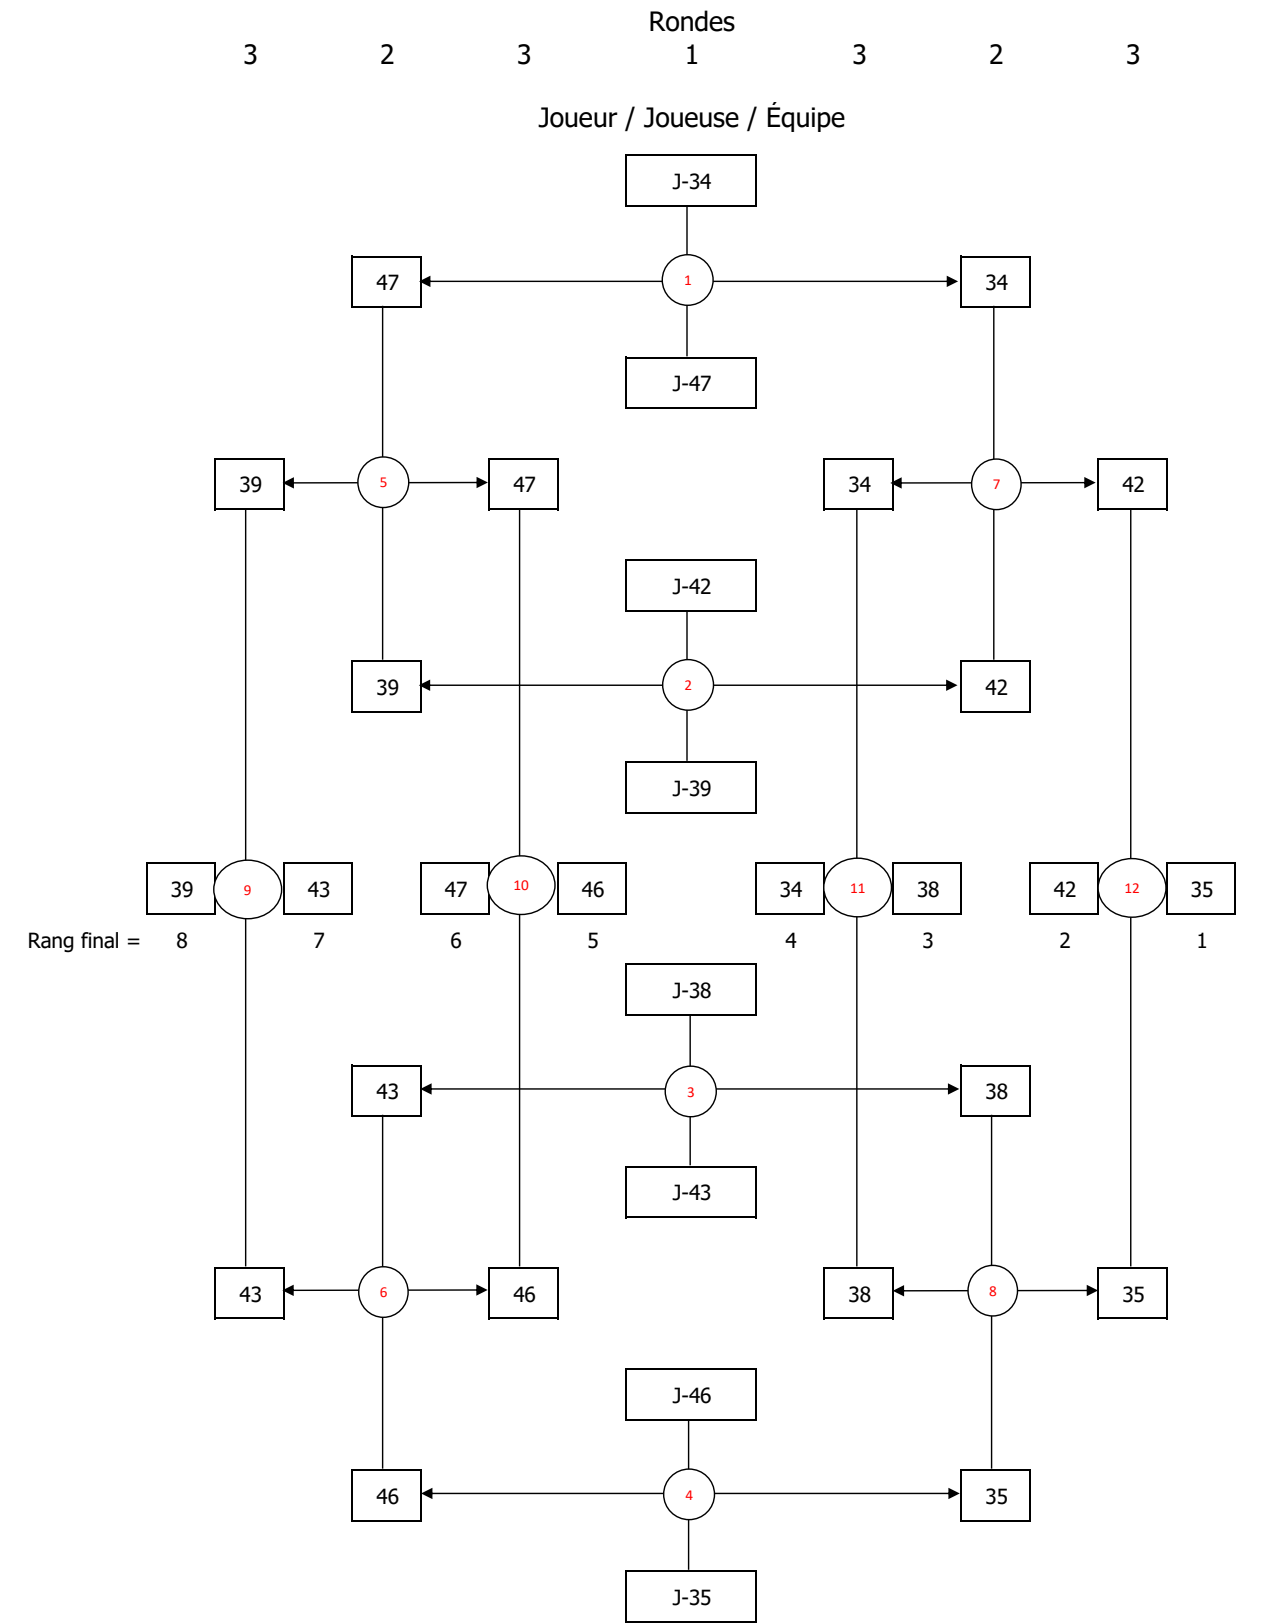 Rondes
3 2 3 1 3 2 3
Joueur / Joueuse / Équipe
J-34
47 1 34
J-47
39 5 47 34 7 42
J-42
39 2 42
J-39
39 9 43 47 10 46 34 11 38 42 12 35
Rang final = 8 7 6 5 4 3 2 1
J-38
43 3 38
J-43
43 6 46 38 8 35
J-46
46 4 35
J-35